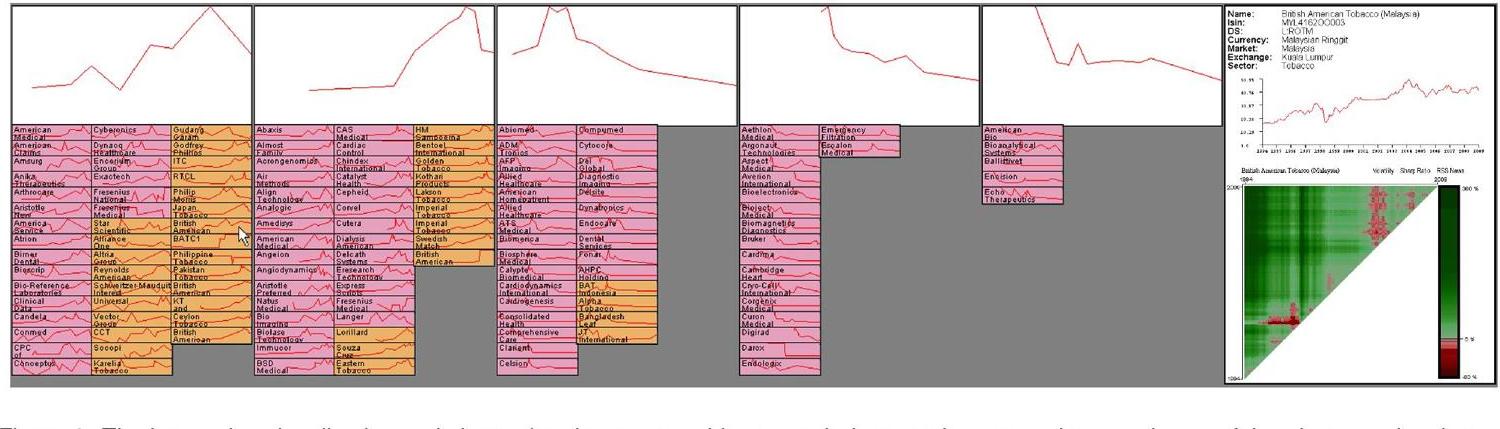 Name: British American Tobacco (Malaysia)
Isin: MYL4162OO003
DS: L:ROTM
Currency: Malaysian Ringgit
Market: Malaysia
Exchange: Kuala Lumpur
Sector: Tobacco
American Medical
American Claims
Amsurg
Anika Therapeutics
Arthrocare
Aristotle New
America Service
Atrion
Birner Dental
Bioscrip
Bio-Reference Laboratories
Clinical Data
Candela
Conmed
CPC of
Conceptus
Cyberonics
Dynacq Healthcare
Encorium Group
Exactech
Fresenius National
Fresenius Medical
Star Scientific
Alliance One
Altria Group
Reynolds American
Schweitzer-Mauduit
Universal
Vector Group
CCT
Socopi
Karelia Tobacco
Gudang Garam
Godfrey Phillips
ITC
RTCL
Philip Morris
Japan Tobacco
British American
BATC1
Philippine Tobacco
Pakistan Tobacco
British American
KT and
Ceylon Tobacco
British American
Abaxis
Almost Family
Acrongenomics
Air Methods
Align Technology
Analogic
Amedisys
American Medical
Angeion
Angiodynamics
Aristotle Preferred
Natus Medical
Bio Imaging
Biolase Technology
Immucor
BSD Medical
CAS Medical
Cardiac Control
Chindex International
Catalyst Health
Cepheid
Corvel
Cutera
Dialysis American
Delcath Systems
Eresearch Technology
Express Scripts
Fresenius Medical
Langer
Lorillard
Souza Cruz
Eastern Tobacco
HM Sampoerna
Bentoel International
Golden Tobacco
Kothari Products
Lakson Tobacco
Imperial Tobacco
Imperial Tobacco
Swedish Match
British American
Abiomed
ADM Tronics
AFP Imaging
Allied Healthcare
American Homepatient
Allied Healthcare
ATS Medical
Biomerica
Biosphere Medical
Calypte Biomedical
Cardiodynamics International
Cardiogenesis
Consolidated Health
Comprehensive Care
Clarient
Celsion
Compumed
Cytocore
Del Global
Diagnostic Imaging
Delsite
Dynatronics
Endocare
Dental Services
Fonar
AHPC Holding
BAT Indonesia
Alpha Tobacco
Bangladesh Leaf
JT International
Aethlon Medical
Argonaut Technologies
Aspect Medical
Averion International
Bioelectronics
Bioject Medical
Biomagnetics Diagnostics
Bruker
Cardima
Cambridge Heart
Cryo-Cell International
Corgenix Medical
Curon Medical
Digirad
Darox
Endologix
Emergency Filtration
Escalon Medical
American Bio
Bioanalytical Systems
Ballistivet
Encision
Echo Therapeutics
British American Tobacco (Malaysia) Volatility Sharp Ratio RSS News
1994 2009